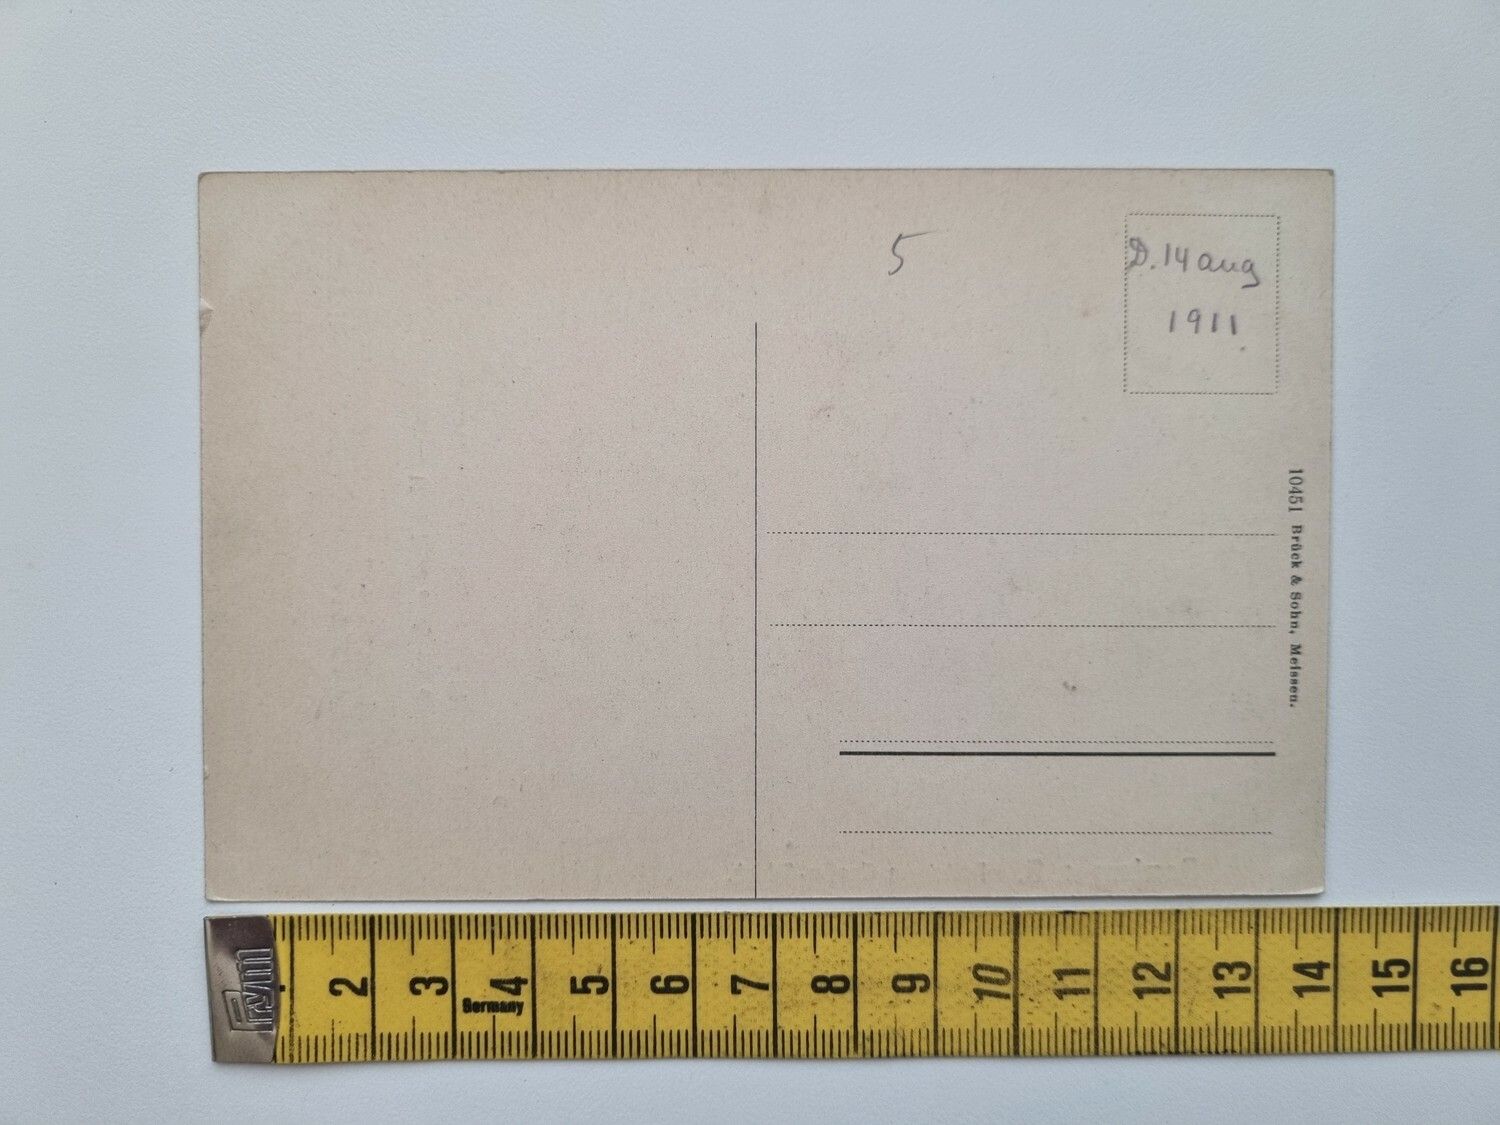 5
D. 14 aug
1911
10451 Brück & Sohn, Meissen.
Prym
Germany
2 3 4 5 6 7 8 9 10 11 12 13 14 15 16